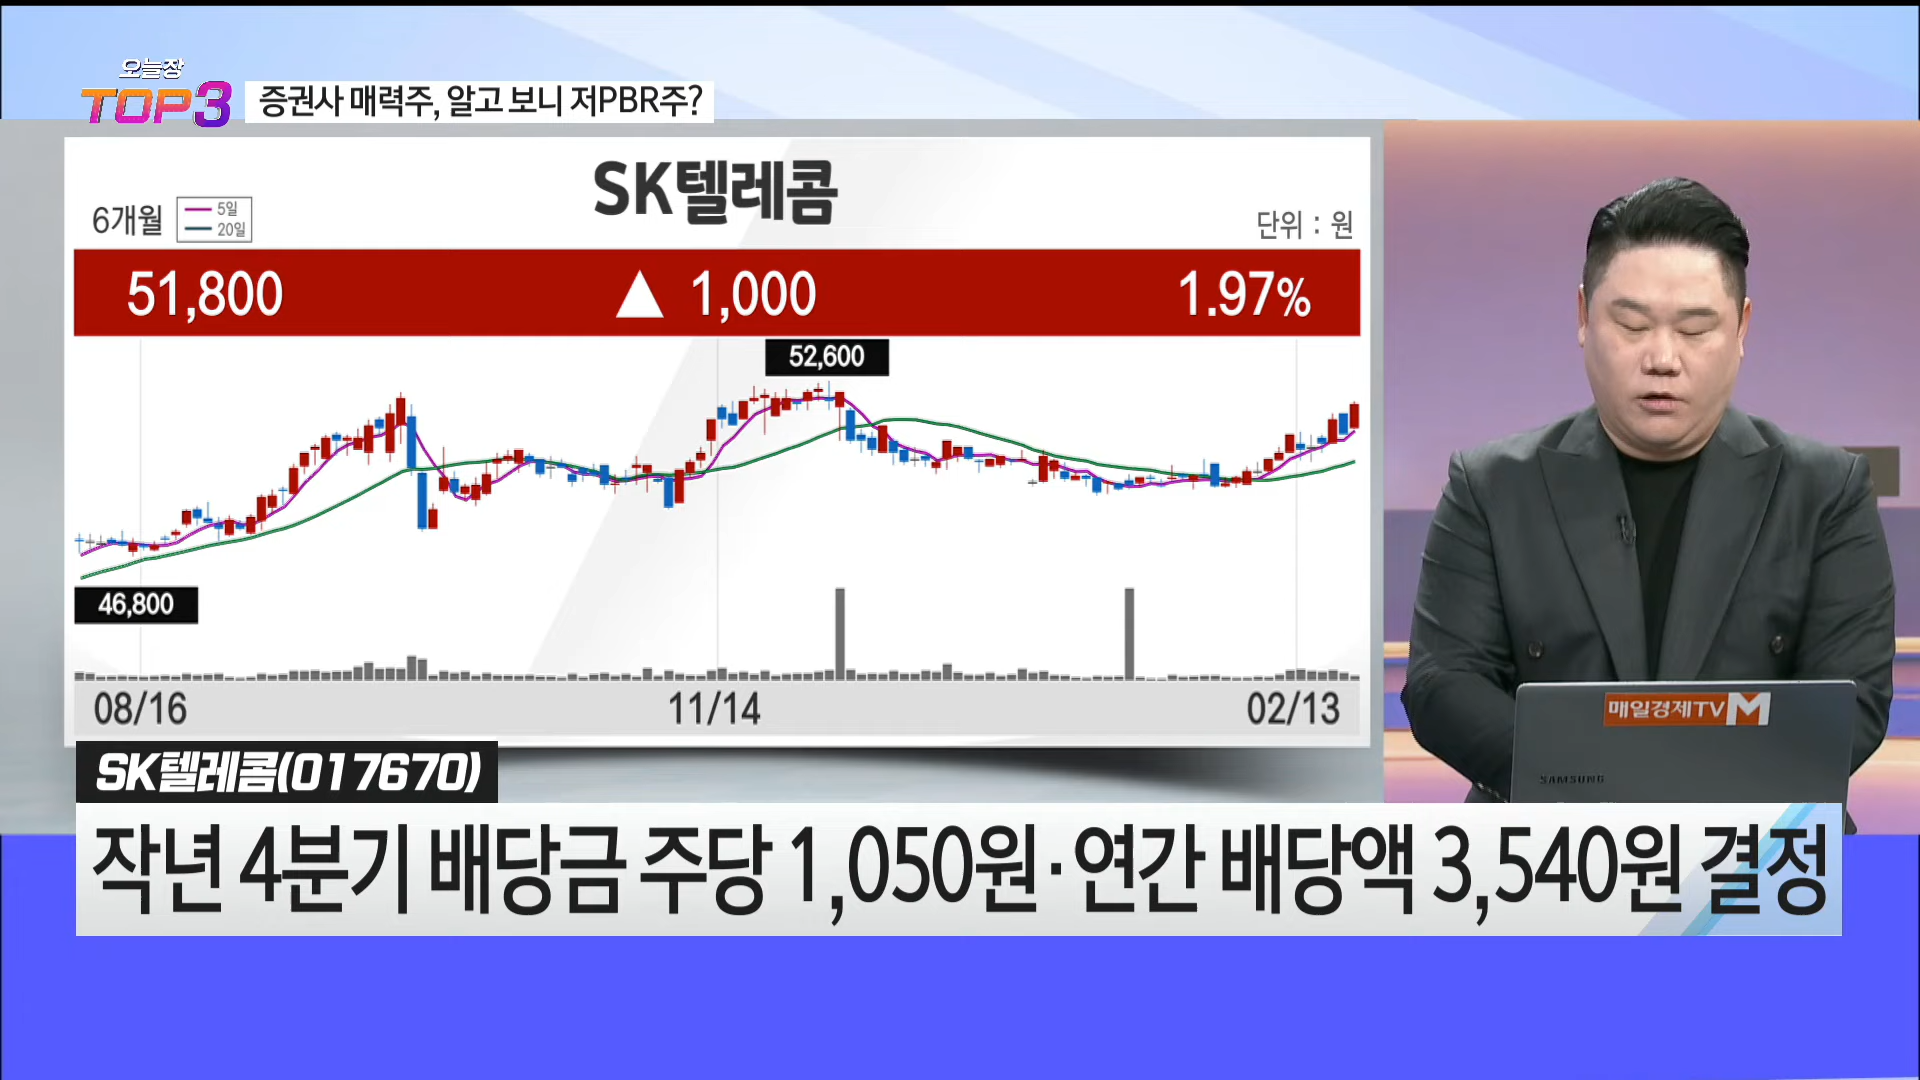 오늘장
TOP3
증권사 매력주, 알고 보니 저PBR주?
SK텔레콤
6개월
5일
20일
단위 : 원
51,800 ▲ 1,000 1.97%
52,600
46,800
08/16 11/14 02/13
매일경제TV M
SAMSUNG
SK텔레콤(017670)
작년 4분기 배당금 주당 1,050원·연간 배당액 3,540원 결정